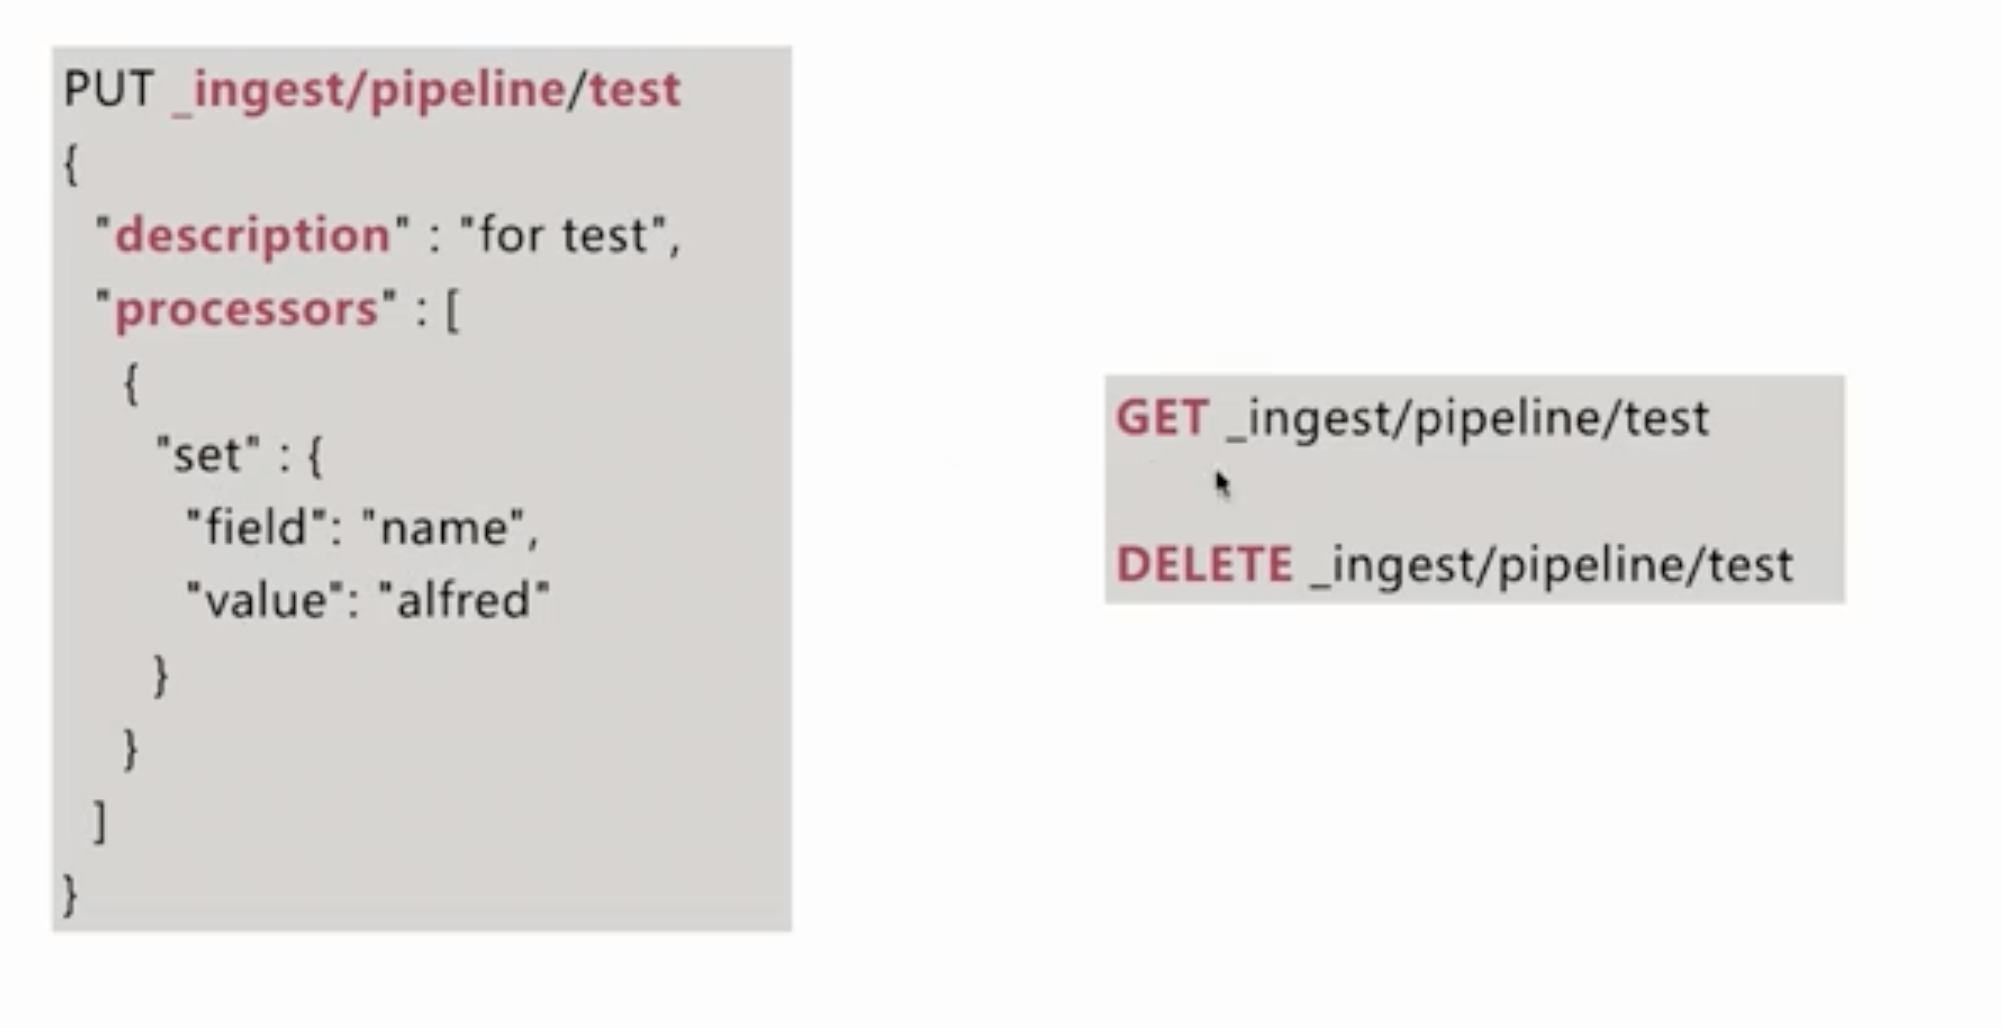 PUT _ingest/pipeline/test
{
"description" : "for test",
"processors" : [
{
"set" : {
"field": "name",
"value": "alfred"
}
}
]
}
GET _ingest/pipeline/test
DELETE _ingest/pipeline/test